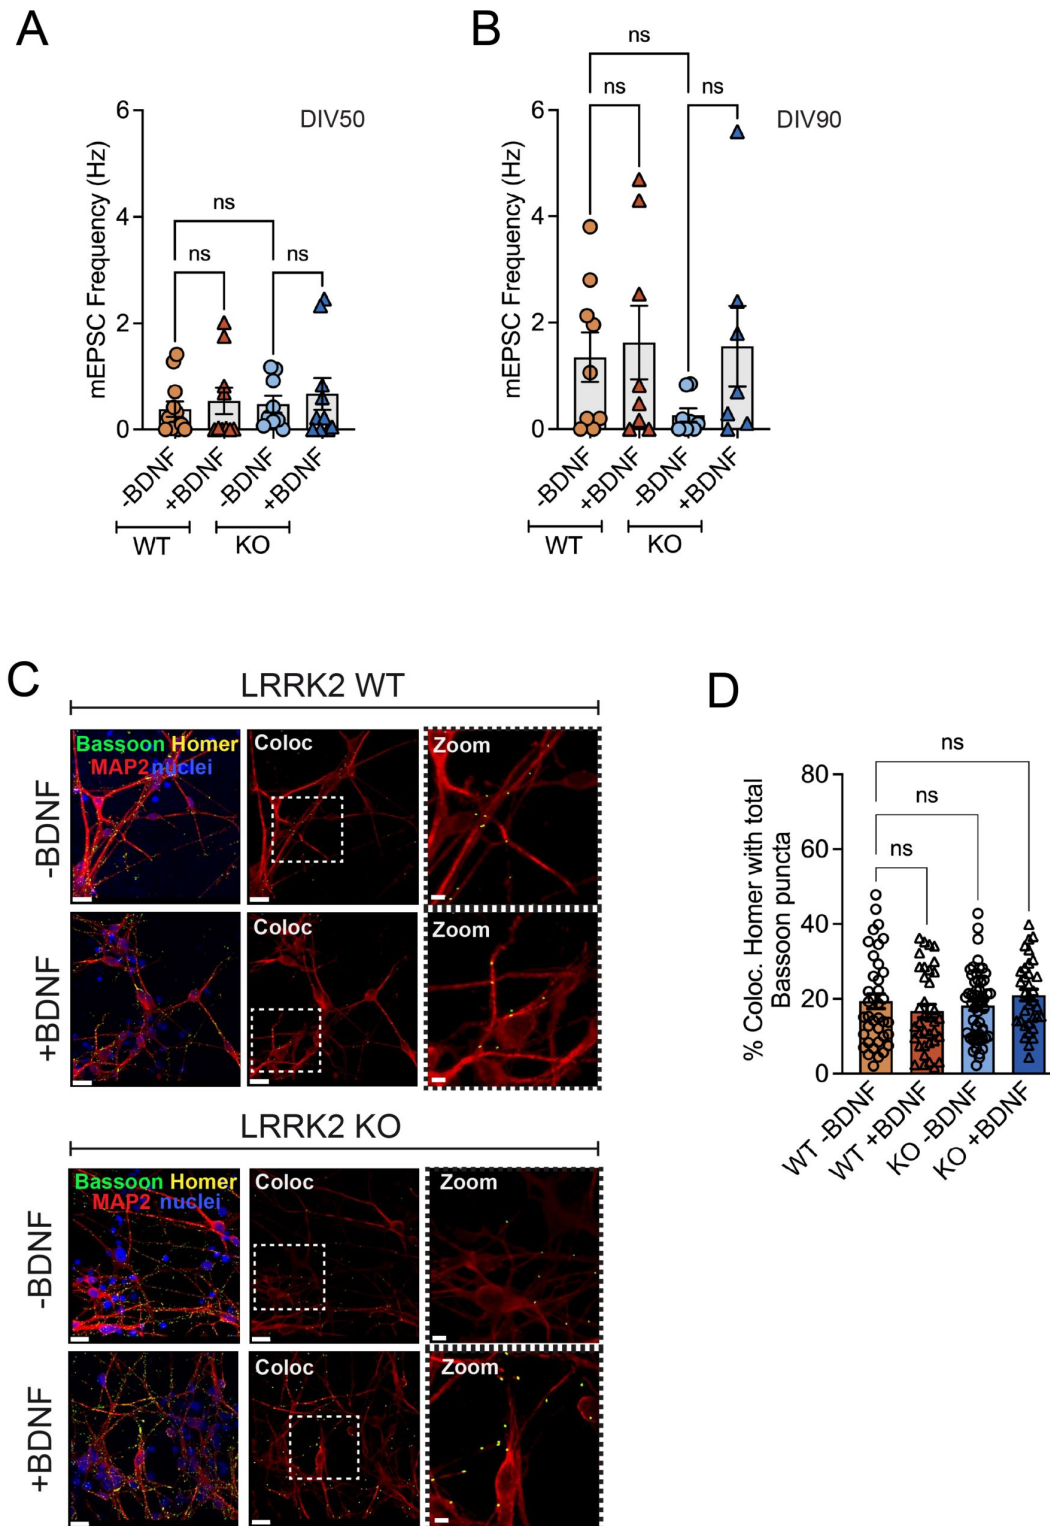 A
mEPSC Frequency (Hz)
6
4
2
0
DIV50
ns
ns
ns
-BDNF
+BDNF
-BDNF
+BDNF
WT
KO
B
mEPSC Frequency (Hz)
6
4
2
0
DIV90
ns
ns
ns
-BDNF
+BDNF
-BDNF
+BDNF
WT
KO
C
LRRK2 WT
-BDNF
Bassoon Homer
MAP2 nuclei
Coloc
Zoom
+BDNF
Coloc
Zoom
LRRK2 KO
-BDNF
Bassoon Homer
MAP2 nuclei
Coloc
Zoom
+BDNF
Coloc
Zoom
D
% Coloc. Homer with total
Bassoon puncta
80
60
40
20
0
ns
ns
ns
WT -BDNF
WT +BDNF
KO -BDNF
KO +BDNF